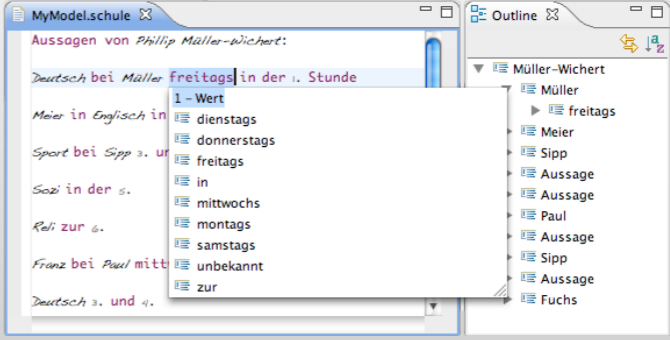 MyModel.schule
Aussagen von Phillip Müller-Wichert:
Deutsch bei Müller freitags in der 1. Stunde
Meier in Englisch in
Sport bei Sipp 3. un
Sozi in der 5.
Reli zur 6.
Franz bei Paul mitt
Deutsch 3. und 4.
1 - Wert
dienstags
donnerstags
freitags
in
mittwochs
montags
samstags
unbekannt
zur
Outline
Müller-Wichert
Müller
freitags
Meier
Sipp
Aussage
Aussage
Paul
Aussage
Sipp
Aussage
Fuchs